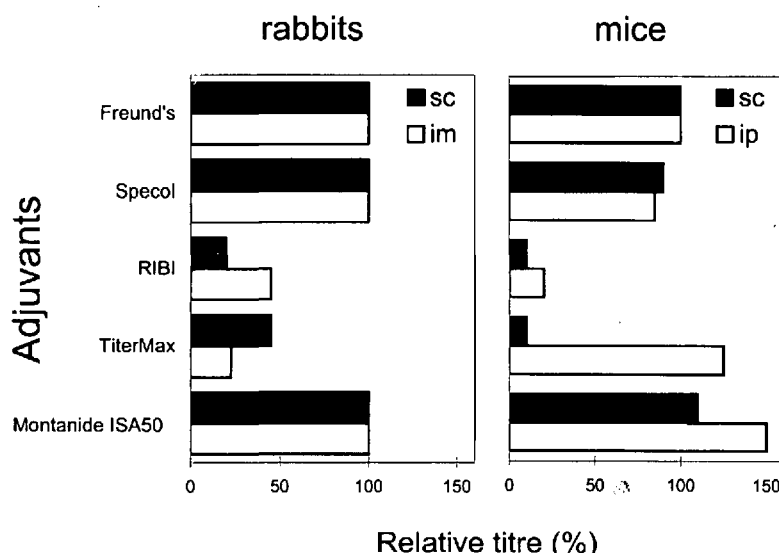 rabbits
mice
sc
im
sc
ip
Adjuvants
Freund's
Specol
RIBI
TiterMax
Montanide ISA50
0 50 100 150
0 50 100 150
Relative titre (%)